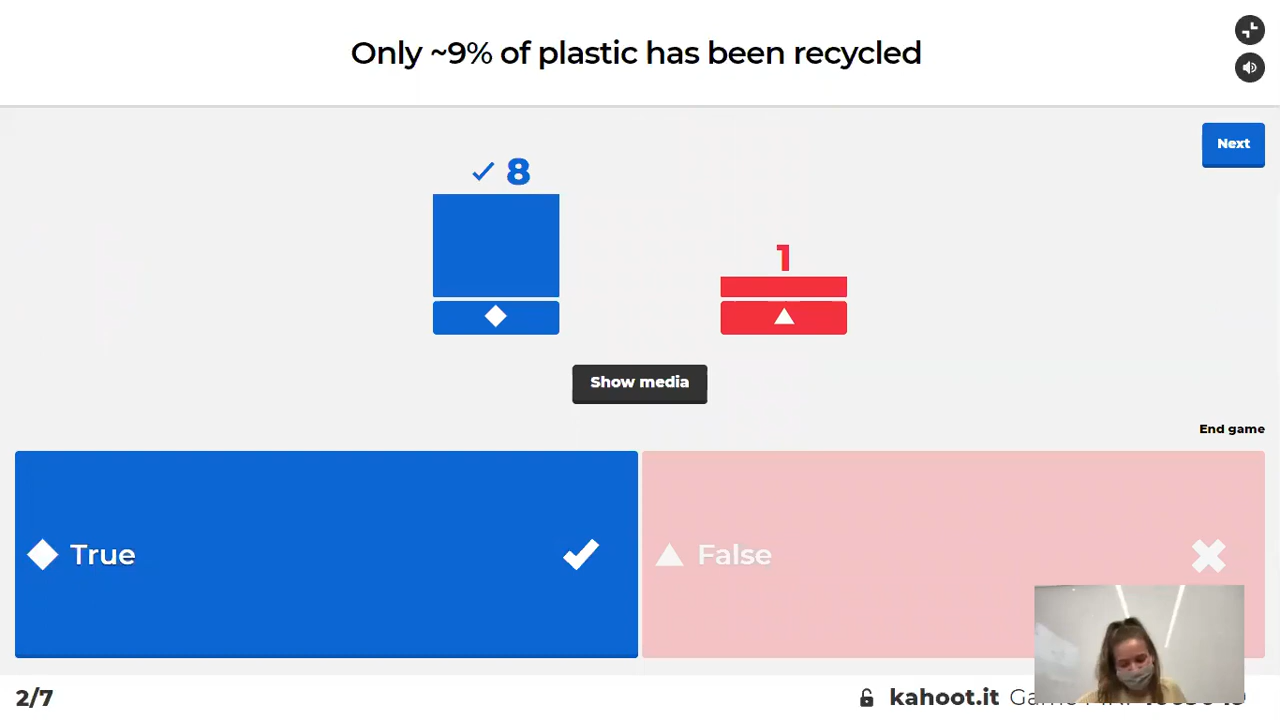 Only ~9% of plastic has been recycled
Next
8
1
Show media
End game
True
False
2/7
kahoot.it